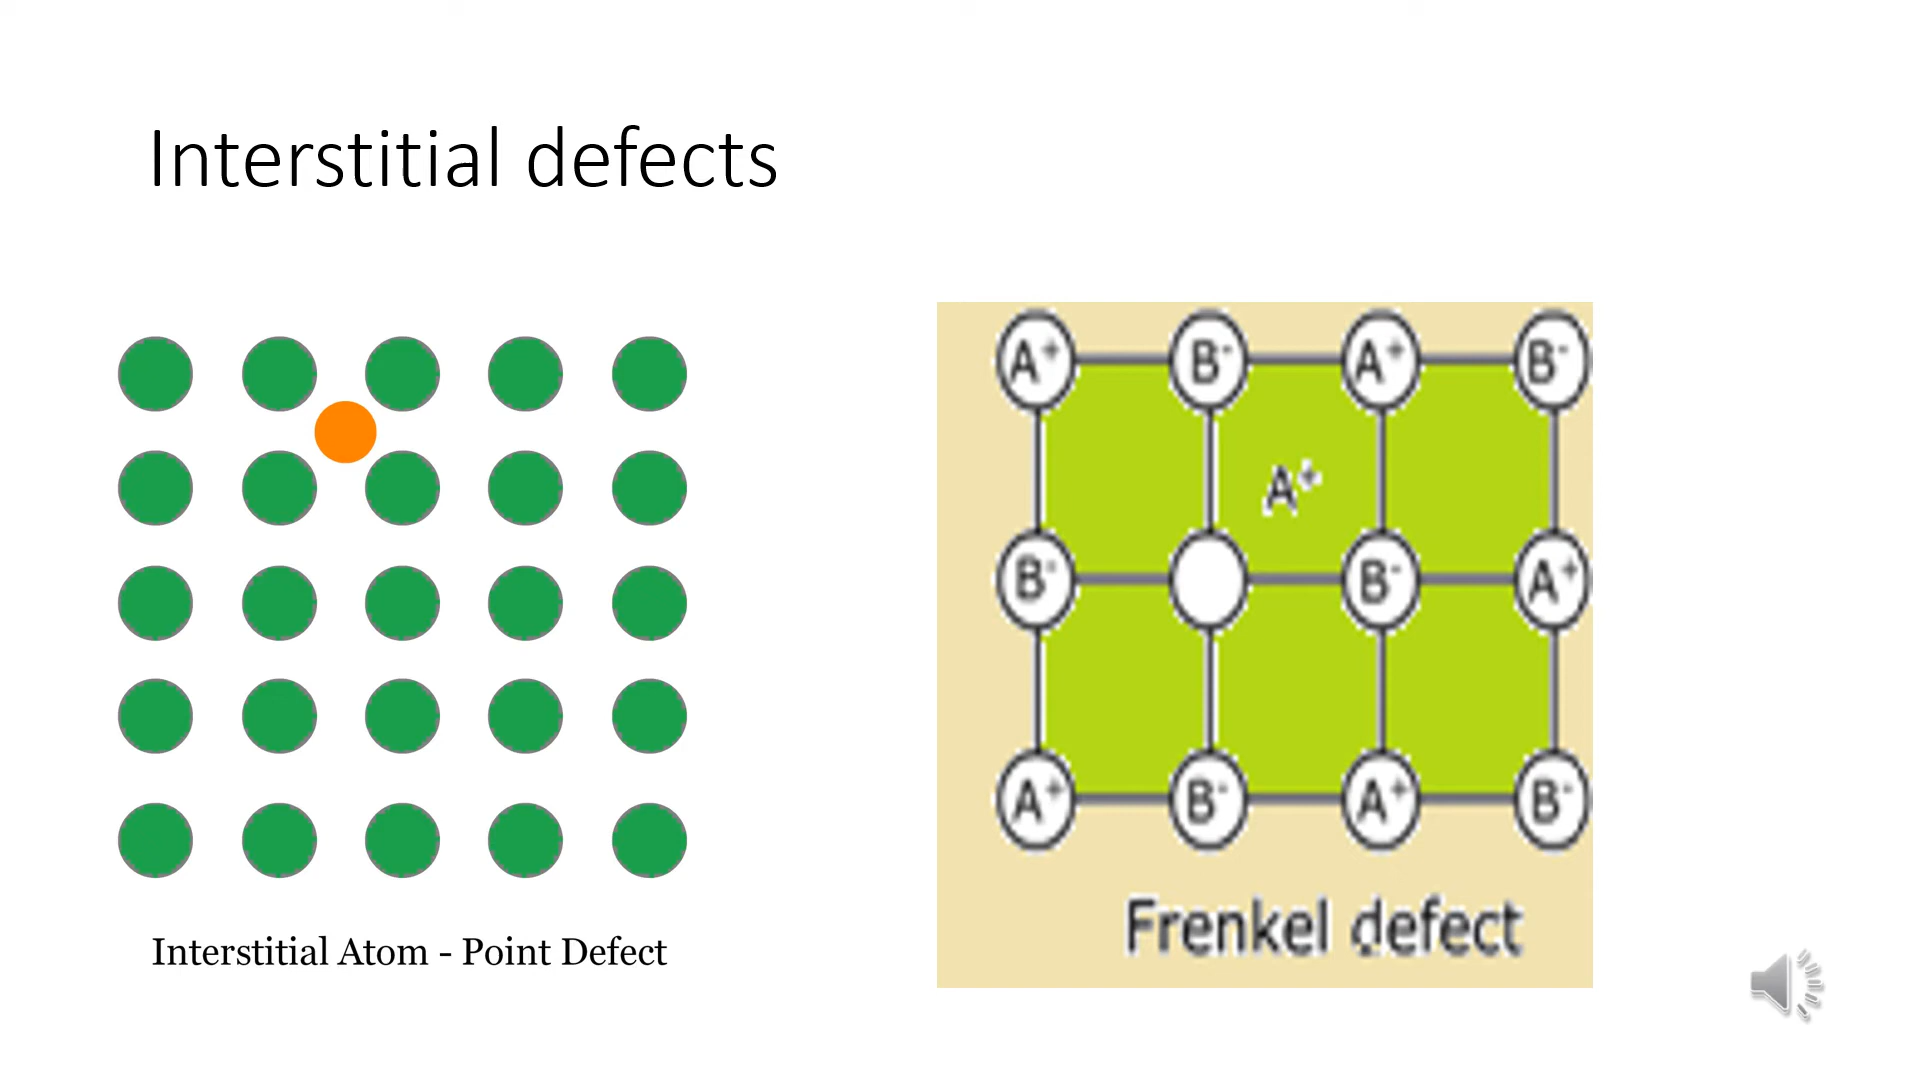 Interstitial defects
A⁺ B⁻ A⁺ B⁻
A⁺
B⁻ B⁻ A⁺
A⁺ B⁻ A⁺ B⁻
Frenkel defect
Interstitial Atom - Point Defect